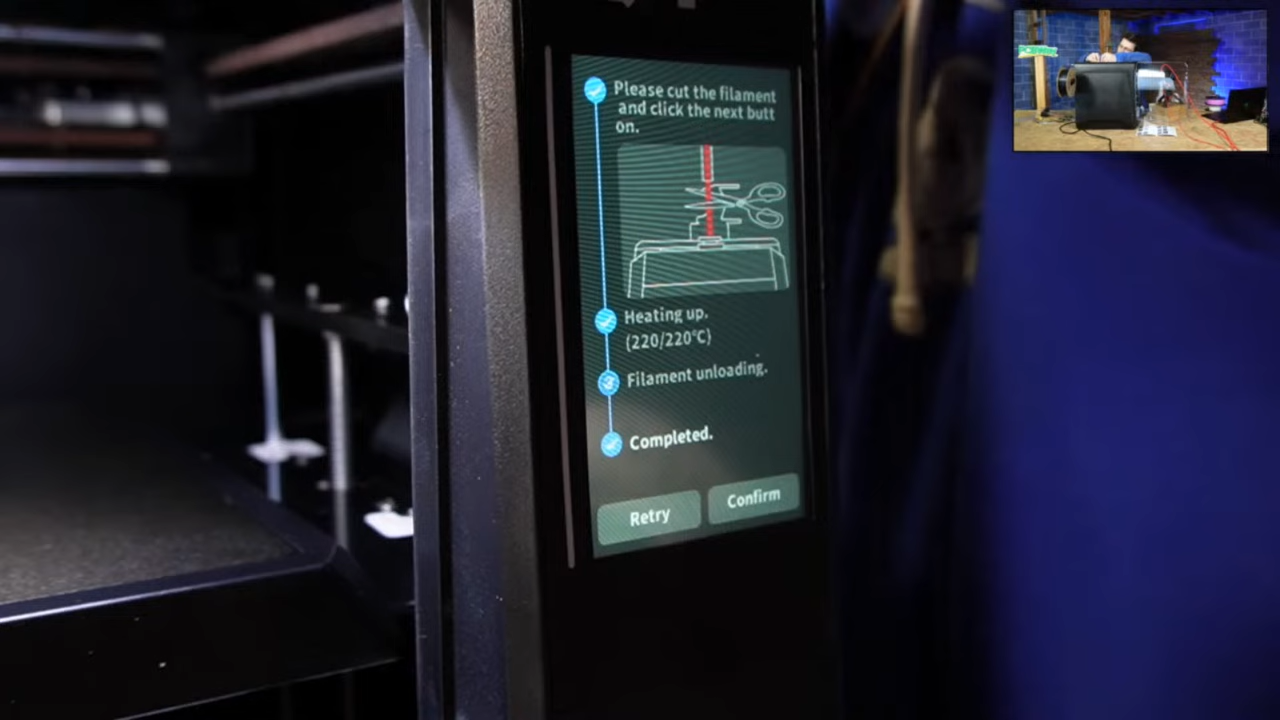 Please cut the filament
and click the next butt
on.
Heating up.
(220/220°C)
Filament unloading.
Completed.
Retry
Confirm